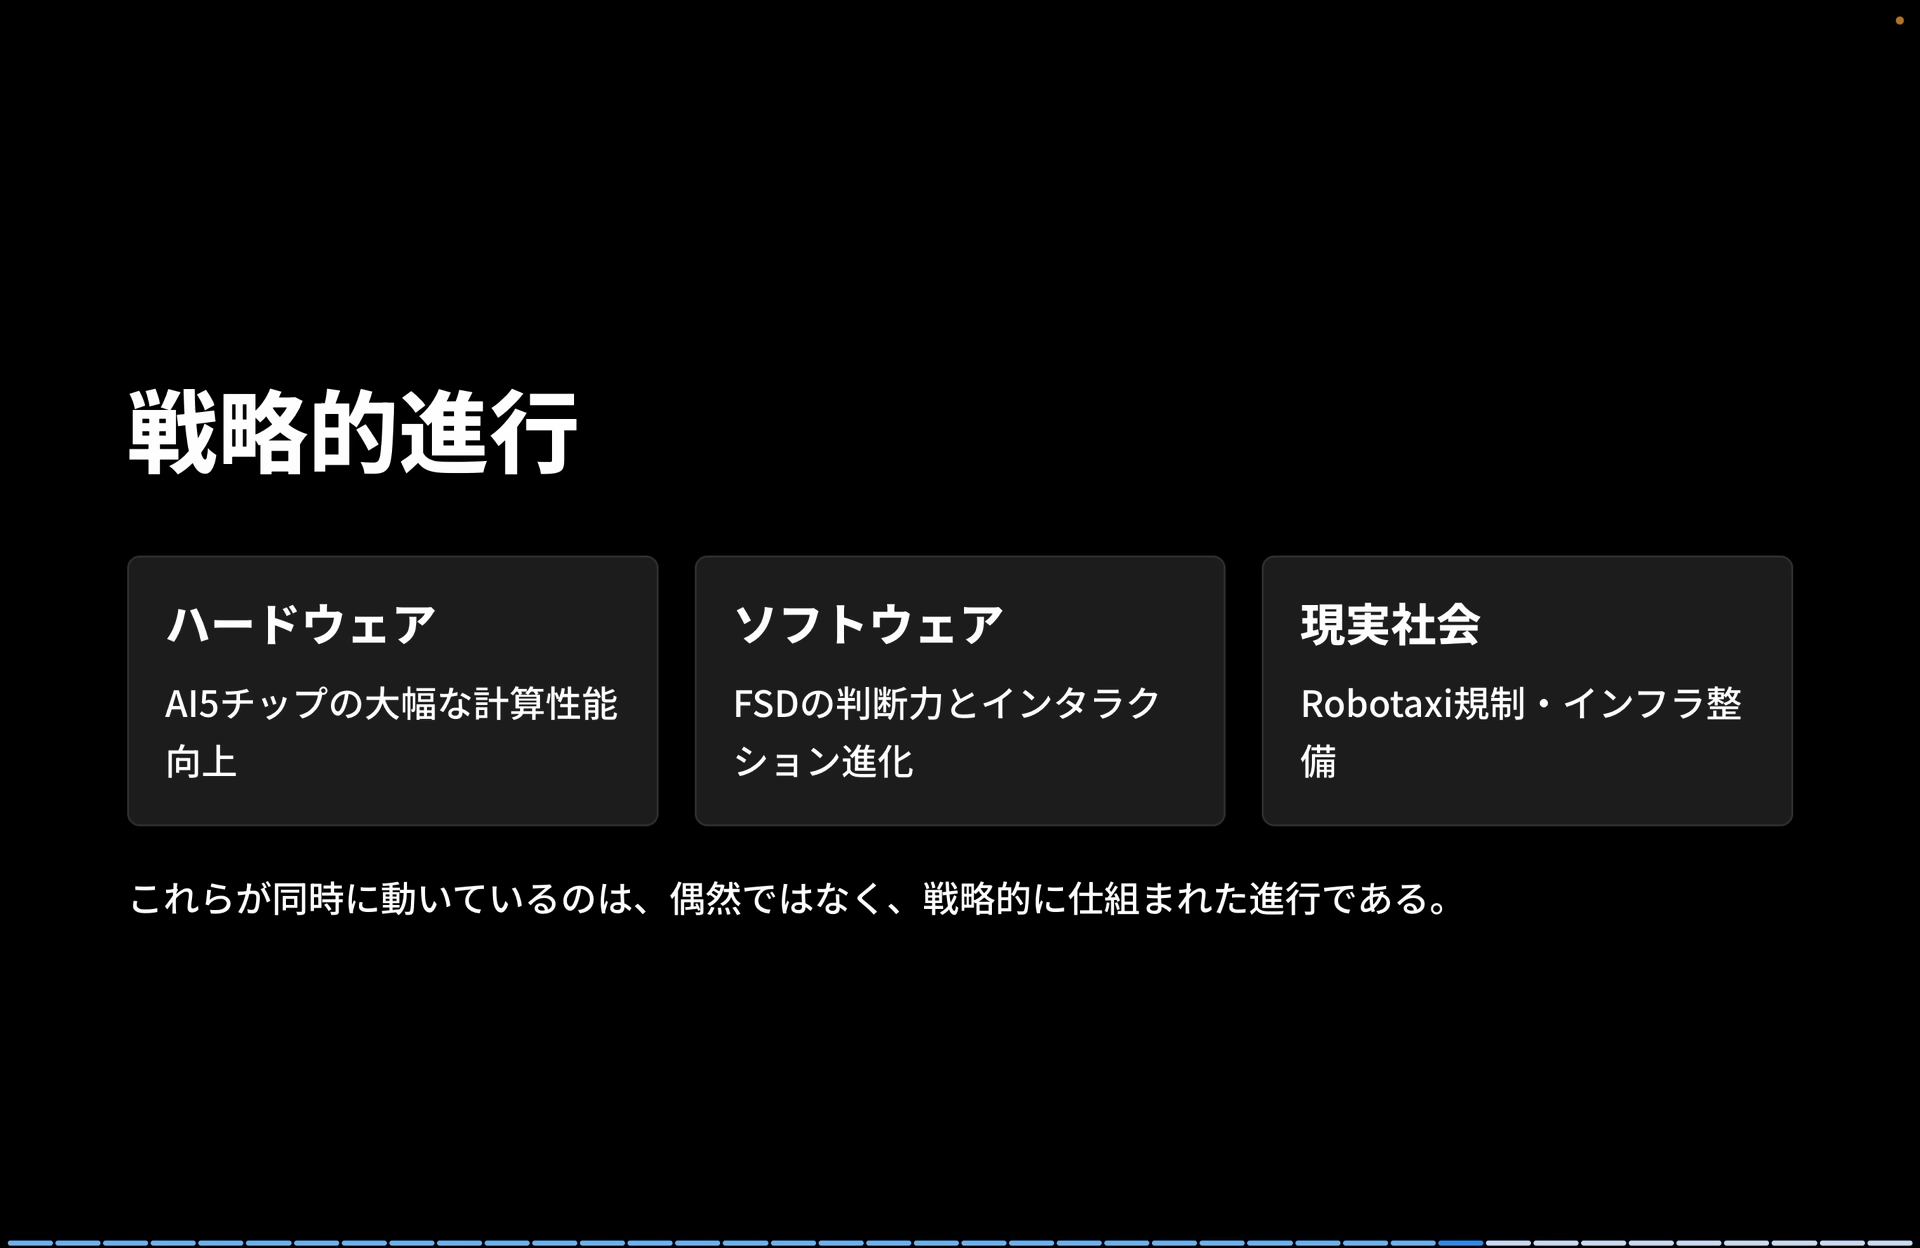 戦略的進行
ハードウェア
AI5チップの大幅な計算性能
向上
ソフトウェア
FSDの判断力とインタラク
ション進化
現実社会
Robotaxi規制・インフラ整
備
これらが同時に動いているのは、偶然ではなく、戦略的に仕組まれた進行である。